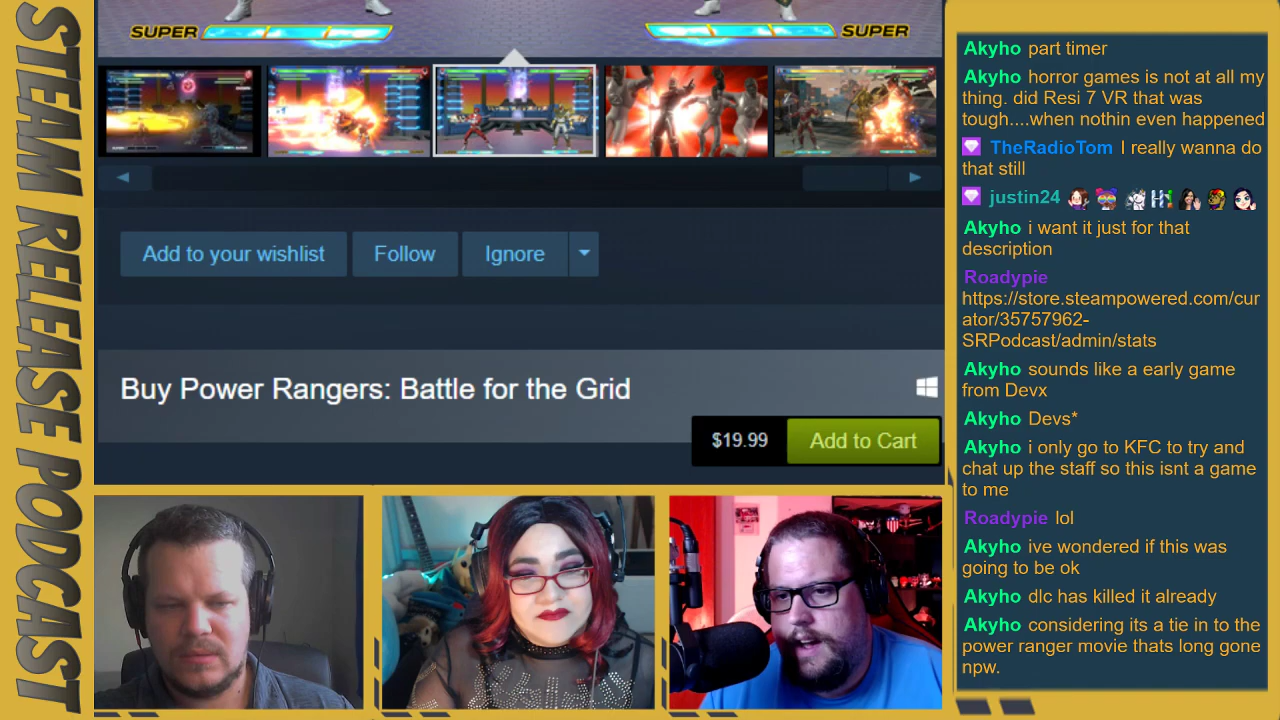 STEAM RELEASE PODCAST
SUPER
SUPER
Add to your wishlist
Follow
Ignore
Buy Power Rangers: Battle for the Grid
$19.99
Add to Cart
Akyho part timer
Akyho horror games is not at all my
thing. did Resi 7 VR that was
tough....when nothin even happened
TheRadioTom I really wanna do
that still
justin24
Akyho i want it just for that
description
Roadypie
https://store.steampowered.com/cur
ator/35757962-
SRPodcast/admin/stats
Akyho sounds like a early game
from Devx
Akyho Devs*
Akyho i only go to KFC to try and
chat up the staff so this isnt a game
to me
Roadypie lol
Akyho ive wondered if this was
going to be ok
Akyho dlc has killed it already
Akyho considering its a tie in to the
power ranger movie thats long gone
npw.